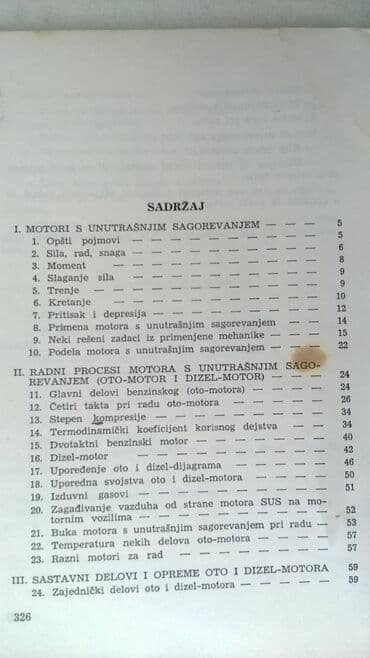 SADRŽAJ
I. MOTORI S UNUTRAŠNJIM SAGOREVANJEM — — — 5
1. Opšti pojmovi — — — — — — — — 5
2. Sila, rad, snaga — — — — — — — — 6
3. Moment — — — — — — — — 8
4. Slaganje sila — — — — — — — — 9
5. Trenje — — — — — — — — 9
6. Kretanje — — — — — — — — 10
7. Pritisak i depresija — — — — — — — 12
8. Primena motora s unutrašnjim sagorevanjem — — 14
9. Neki rešeni zadaci iz primenjene mehanike — — 15
10. Podela motora s unutrašnjim sagorevanjem — — 22
II. RADNI PROCESI MOTORA S UNUTRAŠNJIM SAGO-
REVANJEM (OTO-MOTOR I DIZEL-MOTOR) — — 24
11. Glavni delovi benzinskog (oto-motora) — — — 24
12. Četiri takta pri radu oto-motora — — — — 26
13. Stepen kompresije — — — — — — — 34
14. Termodinamički koeficijent korisnog dejstva — — 34
15. Dvotaktni benzinski motor — — — — — 40
16. Dizel-motor — — — — — — — 42
17. Upoređenje oto i dizel-dijagrama — — — — 46
18. Uporedna svojstva oto i dizel-motora — — — 50
19. Izduvni gasovi — — — — — — — 51
20. Zagađivanje vazduha od strane motora SUS na mo-
tornim vozilima — — — — — — — 52
21. Buka motora s unutrašnjim sagorevanjem pri radu — 53
22. Temperatura nekih delova oto-motora — — — 57
23. Razni motori za rad — — — — — — 57
III. SASTAVNI DELOVI I OPREME OTO I DIZEL-MOTORA 59
24. Zajednički delovi oto i dizel-motora — — — — 59
326